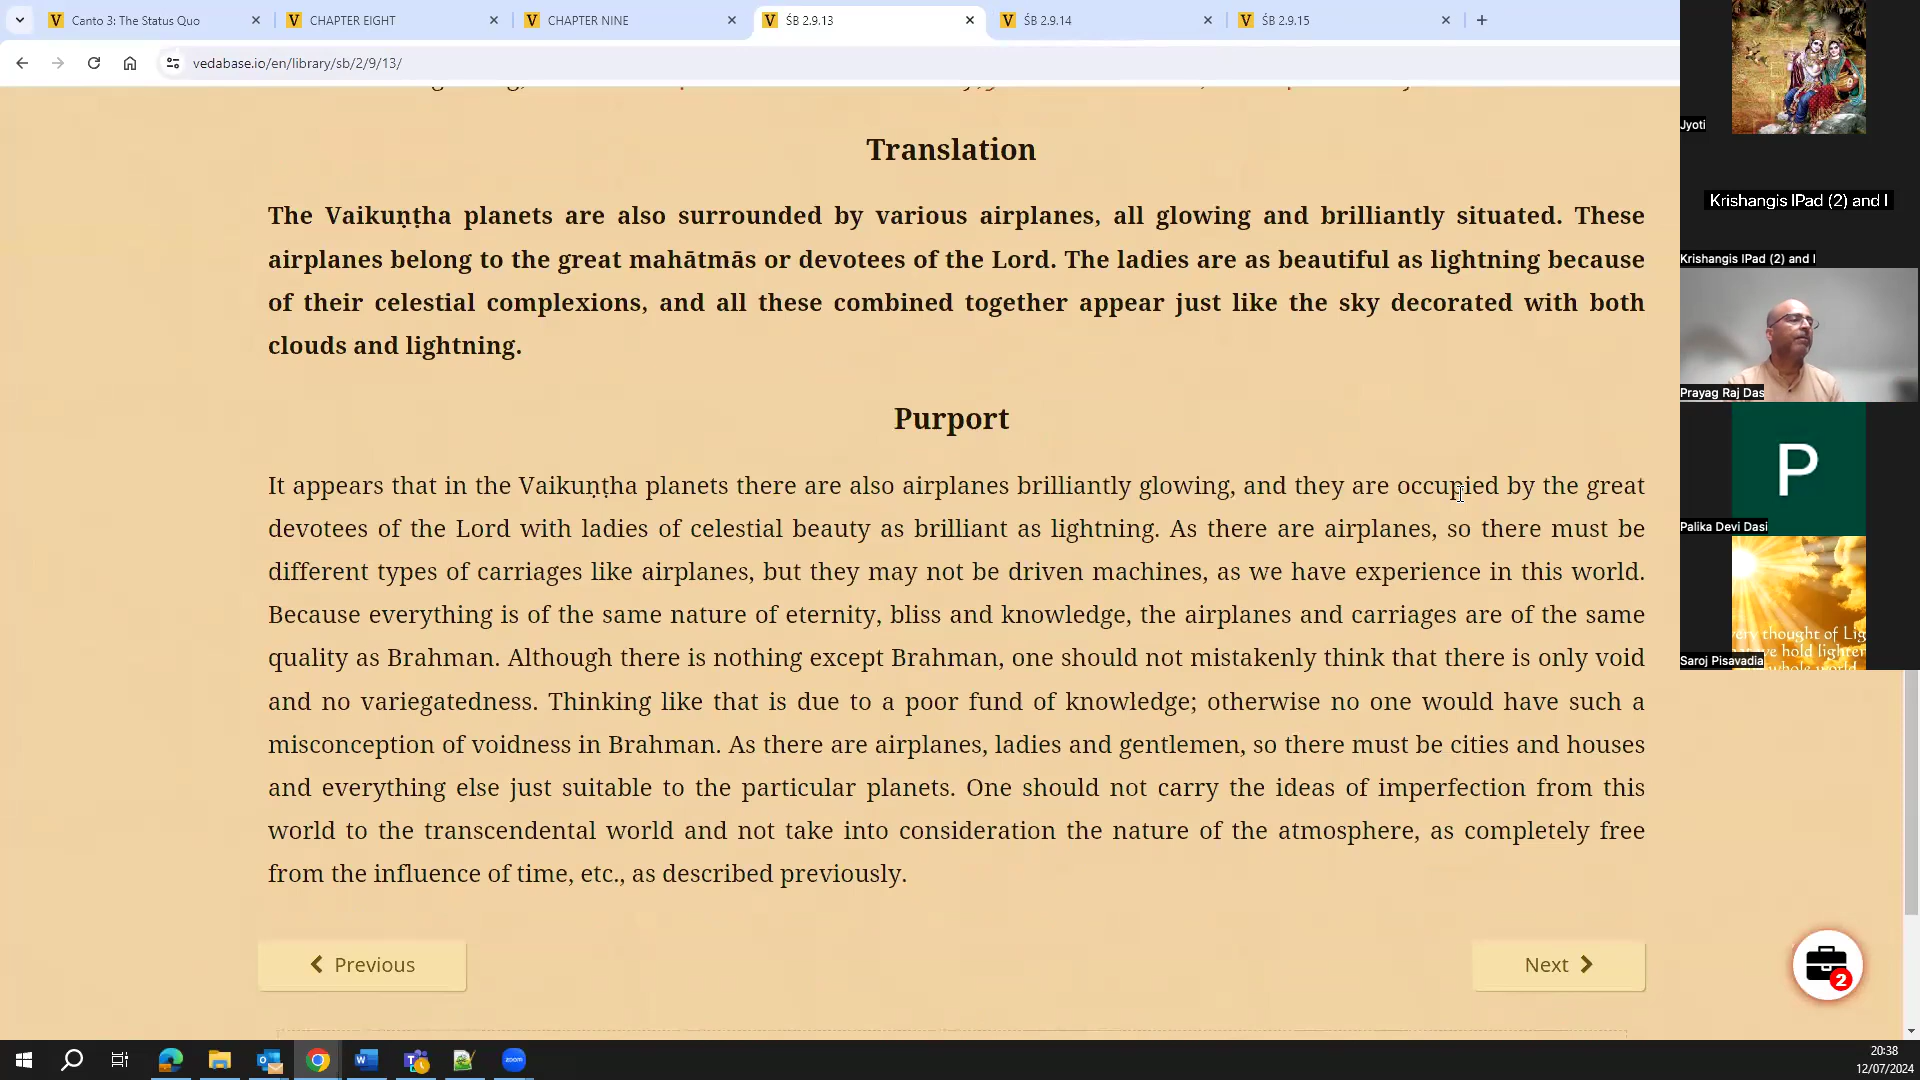 Canto 3: The Status Quo
CHAPTER EIGHT
CHAPTER NINE
ŚB 2.9.13
ŚB 2.9.14
ŚB 2.9.15
vedabase.io/en/library/sb/2/9/13/
Translation
The Vaikuṇṭha planets are also surrounded by various airplanes, all glowing and brilliantly situated. These
airplanes belong to the great mahātmās or devotees of the Lord. The ladies are as beautiful as lightning because
of their celestial complexions, and all these combined together appear just like the sky decorated with both
clouds and lightning.
Purport
It appears that in the Vaikuṇṭha planets there are also airplanes brilliantly glowing, and they are occupied by the great
devotees of the Lord with ladies of celestial beauty as brilliant as lightning. As there are airplanes, so there must be
different types of carriages like airplanes, but they may not be driven machines, as we have experience in this world.
Because everything is of the same nature of eternity, bliss and knowledge, the airplanes and carriages are of the same
quality as Brahman. Although there is nothing except Brahman, one should not mistakenly think that there is only void
and no variegatedness. Thinking like that is due to a poor fund of knowledge; otherwise no one would have such a
misconception of voidness in Brahman. As there are airplanes, ladies and gentlemen, so there must be cities and houses
and everything else just suitable to the particular planets. One should not carry the ideas of imperfection from this
world to the transcendental world and not take into consideration the nature of the atmosphere, as completely free
from the influence of time, etc., as described previously.
Previous
Next
2
Jyoti
Krishangis IPad (2) and I
Krishangis IPad (2) and I
Prayag Raj Das
P
Palika Devi Dasi
thought of Lig
hold lighter
whole world
Saroj Pisavadia
zoom
20:38
12/07/2024